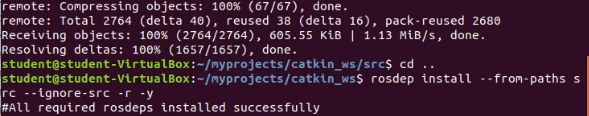 remote: Compressing objects: 100% (67/67), done.
remote: Total 2764 (delta 40), reused 38 (delta 16), pack-reused 2680
Receiving objects: 100% (2764/2764), 605.55 KiB | 1.13 MiB/s, done.
Resolving deltas: 100% (1657/1657), done.
student@student-VirtualBox:~/myprojects/catkin_ws/src$ cd ..
student@student-VirtualBox:~/myprojects/catkin_ws$ rosdep install --from-paths s
rc --ignore-src -r -y
#All required rosdeps installed successfully